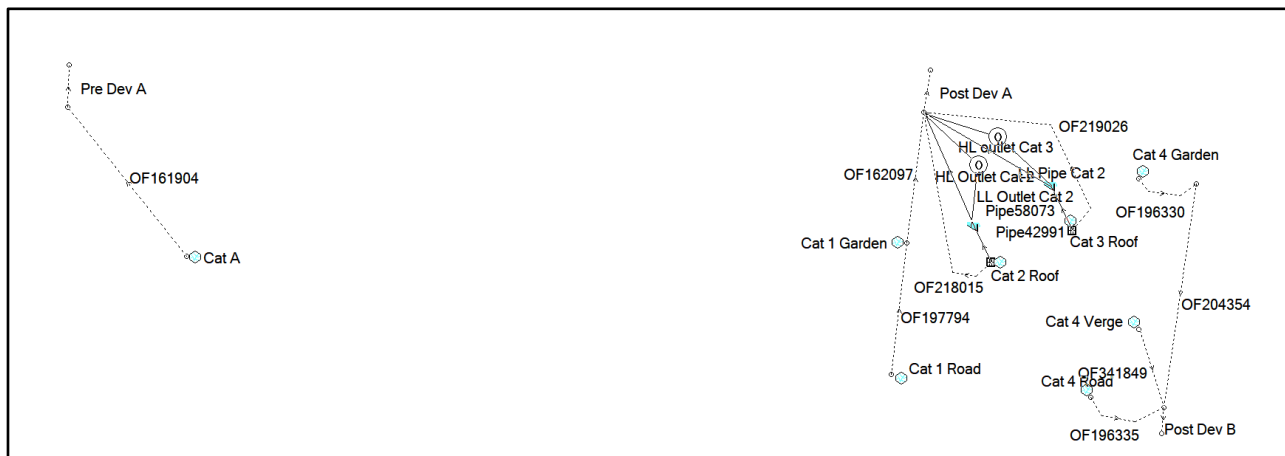 Pre Dev A
OF161904
Cat A
Post Dev A
OF219026
HL outlet Cat 3
Cat 4 Garden
OF162097
HL Outlet Cat 2
LL Pipe Cat 2
LL Outlet Cat 2
OF196330
Pipe58073
Pipe42991
Cat 3 Roof
Cat 1 Garden
Cat 2 Roof
OF218015
OF204354
OF197794
Cat 4 Verge
Cat 1 Road
OF341849
Cat 4 Road
OF196335
Post Dev B